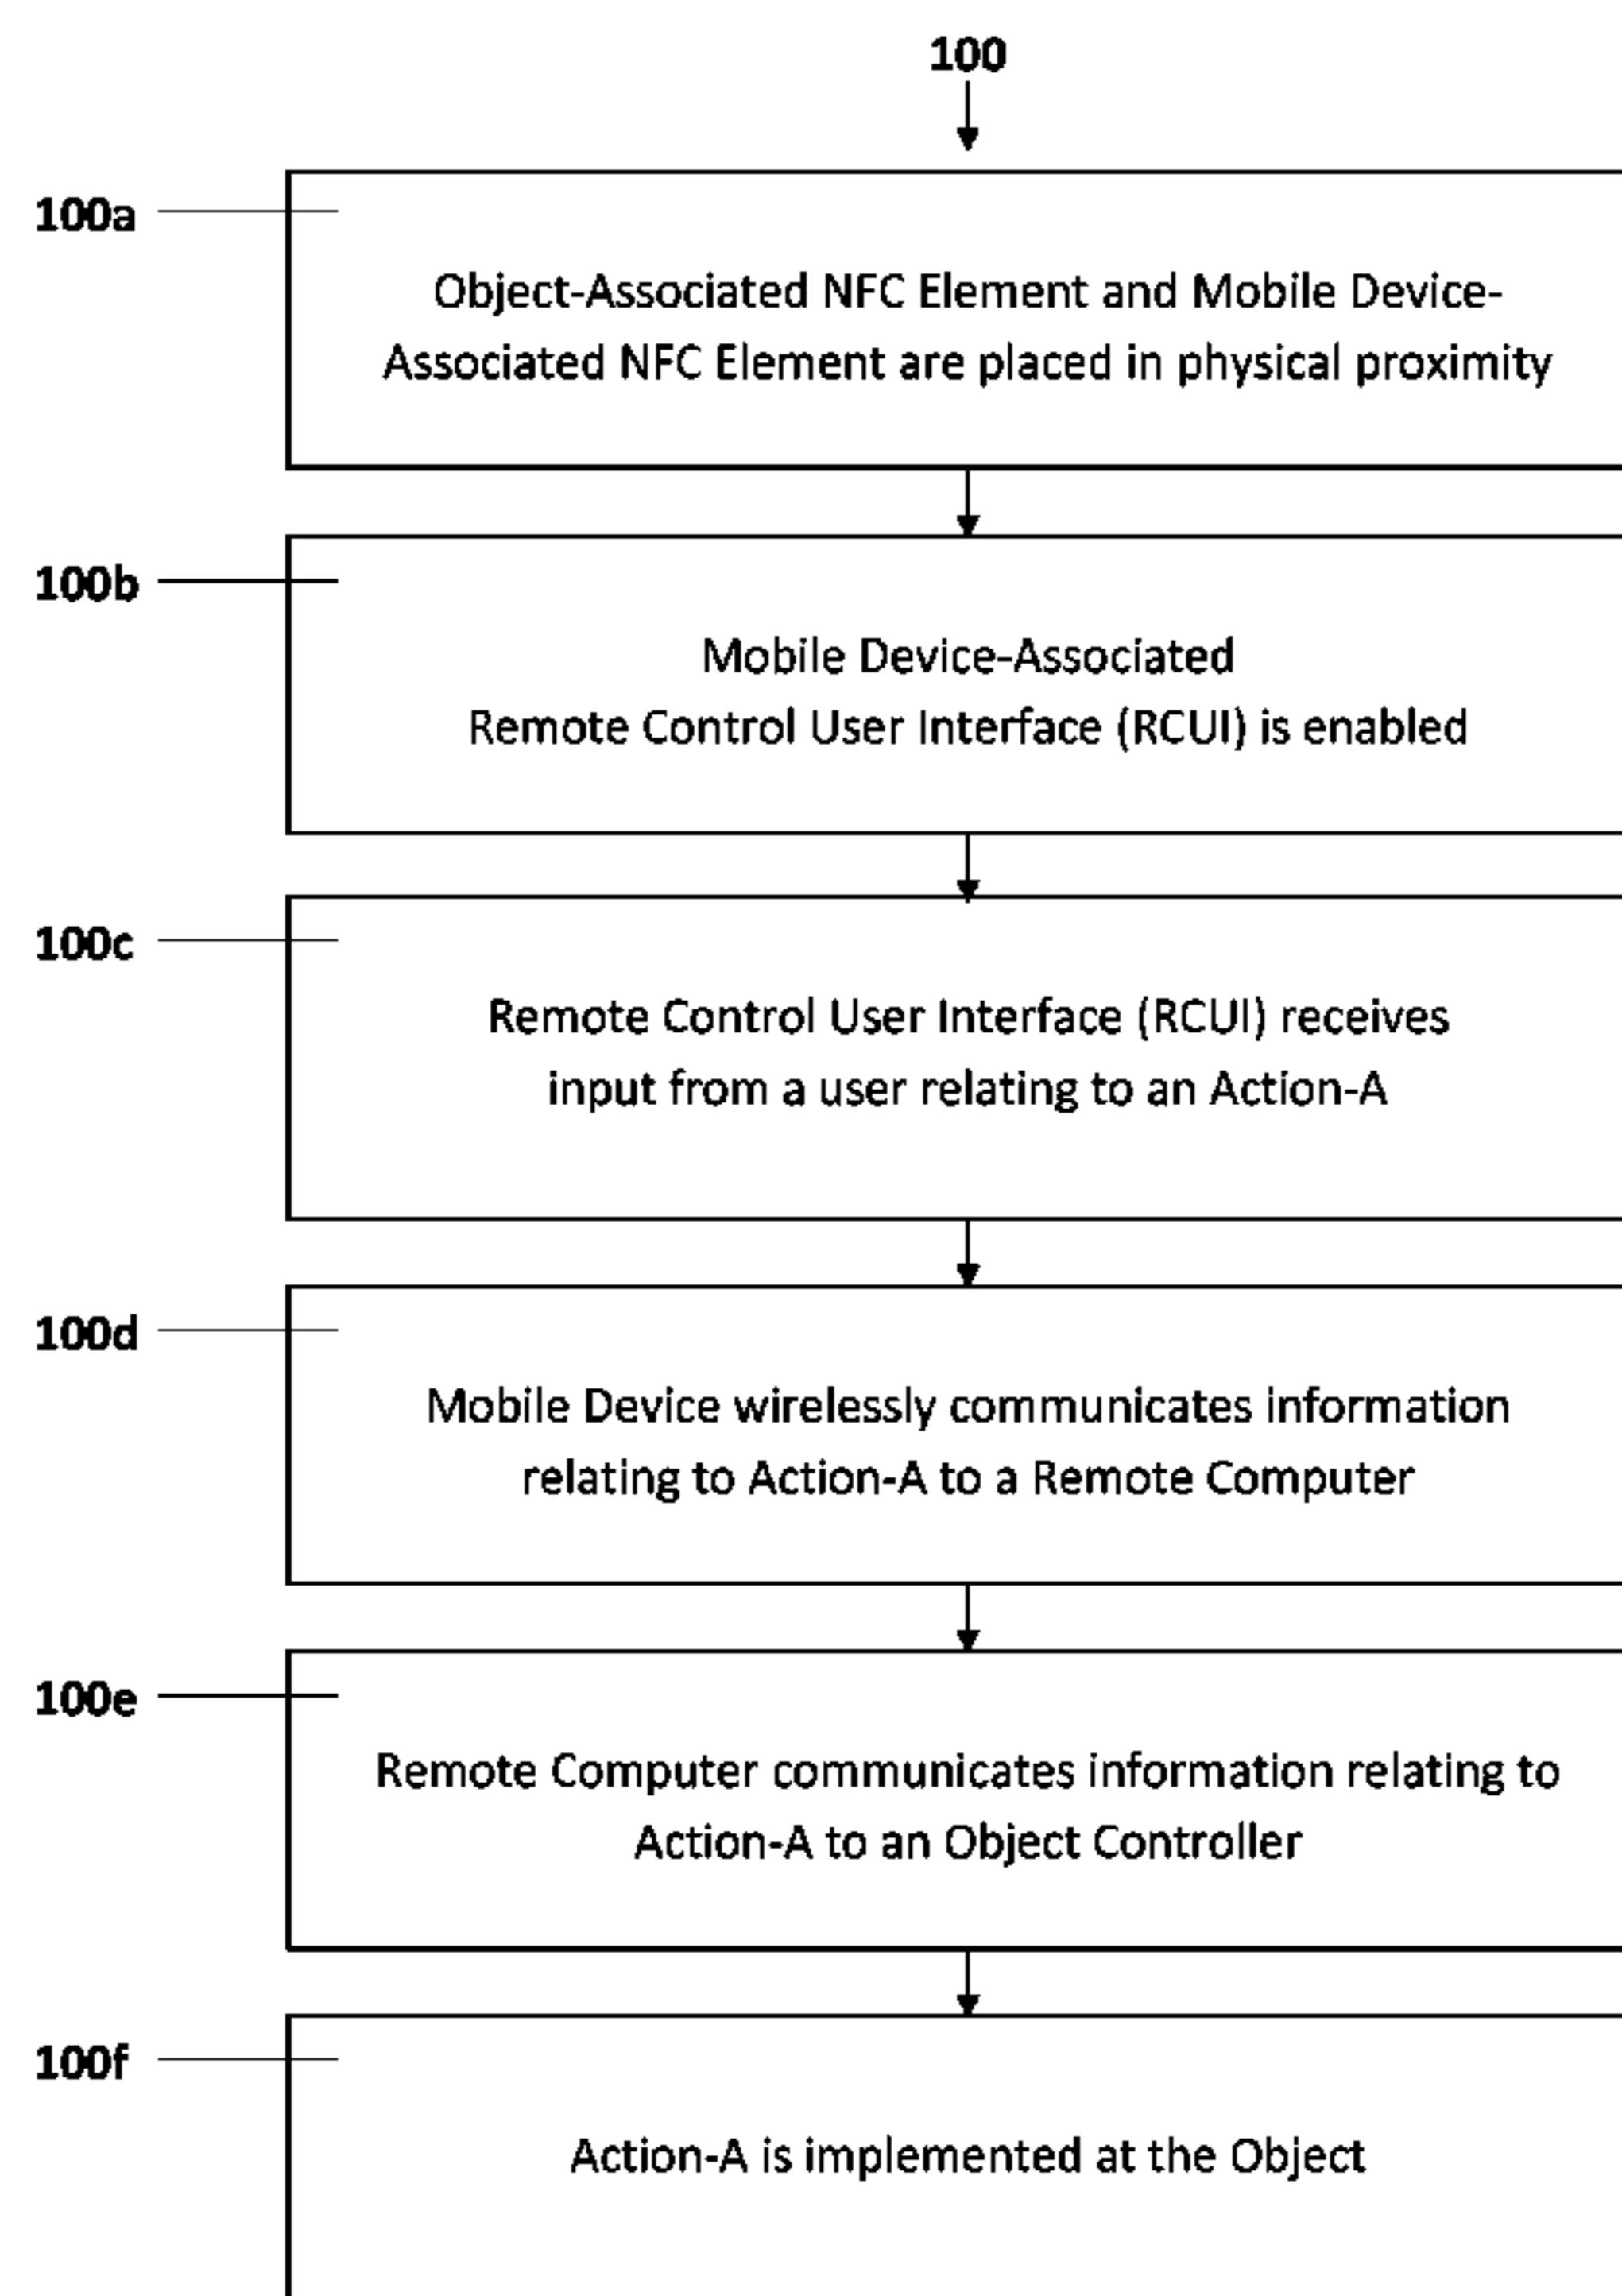 100
100a
Object-Associated NFC Element and Mobile Device-
Associated NFC Element are placed in physical proximity
100b
Mobile Device-Associated
Remote Control User Interface (RCUI) is enabled
100c
Remote Control User Interface (RCUI) receives
input from a user relating to an Action-A
100d
Mobile Device wirelessly communicates information
relating to Action-A to a Remote Computer
100e
Remote Computer communicates information relating to
Action-A to an Object Controller
100f
Action-A is implemented at the Object